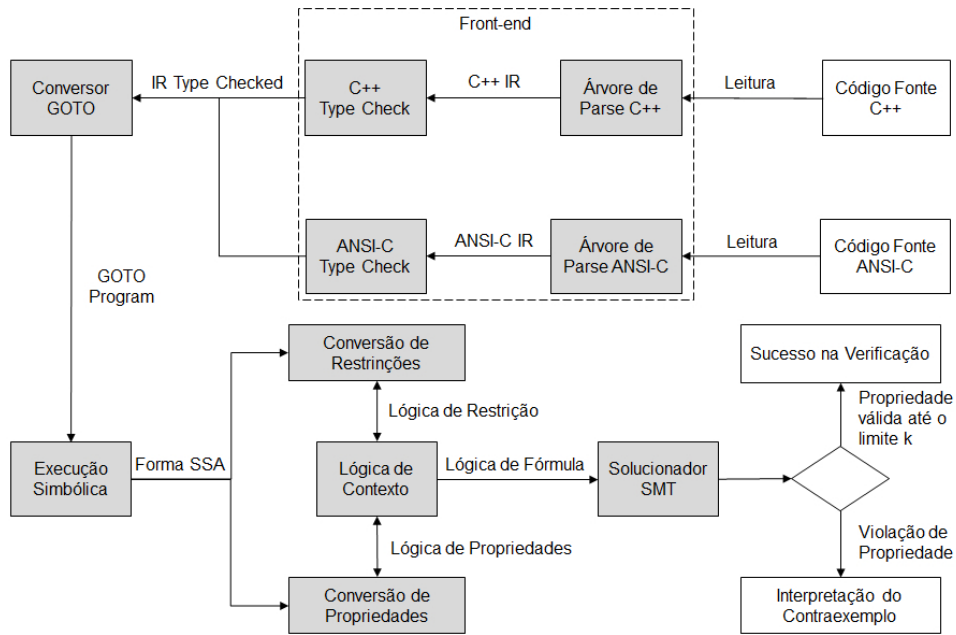 Front-end
Conversor
GOTO
IR Type Checked
C++
Type Check
C++ IR
Árvore de
Parse C++
Leitura
Código Fonte
C++
ANSI-C
Type Check
ANSI-C IR
Árvore de
Parse ANSI-C
Leitura
Código Fonte
ANSI-C
GOTO
Program
Conversão de
Restrinções
Sucesso na Verificação
Lógica de Restrição
Propriedade
válida até o
limite k
Execução
Simbólica
Forma SSA
Lógica de
Contexto
Lógica de Fórmula
Solucionador
SMT
Lógica de Propriedades
Violação de
Propriedade
Conversão de
Propriedades
Interpretação do
Contraexemplo